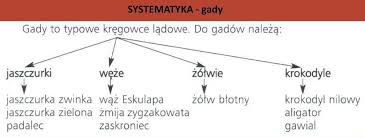 SYSTEMATYKA - gady
Gady to typowe kręgowce lądowe. Do gadów należą:
jaszczurki węże żółwie krokodyle
jaszczurka zwinka wąż Eskulapa żółw błotny krokodyl nilowy
jaszczurka zielona żmija zygzakowata aligator
padalec zaskroniec gawial